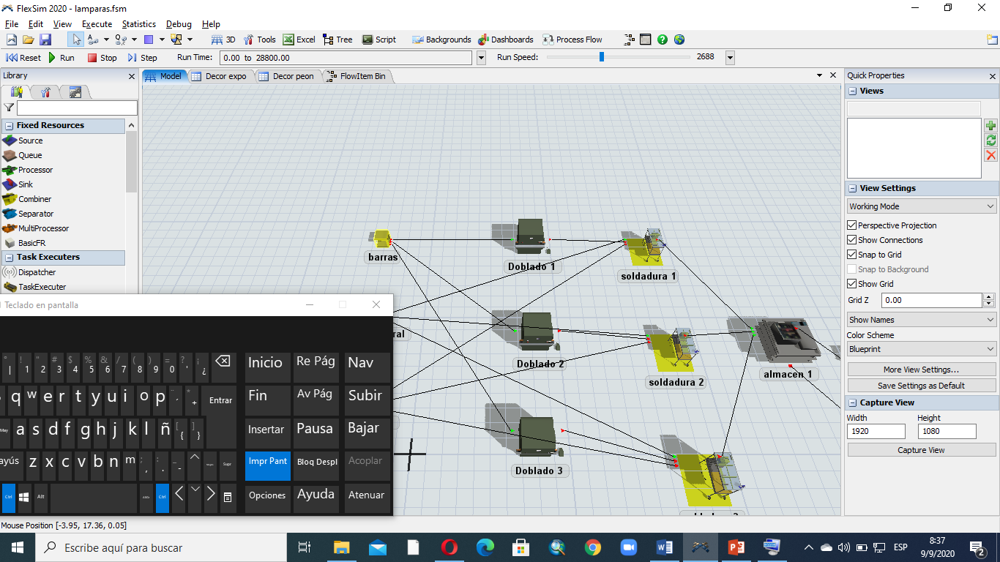 FlexSim 2020 - lamparas.fsm
File Edit View Execute Statistics Debug Help
3D Tools Excel Tree Script Backgrounds Dashboards Process Flow
Reset Run Stop Step Run Time: 0.00 to 28800.00 Run Speed: 2688
Library
Model Decor expo Decor peon FlowItem Bin
Quick Properties
Views
Fixed Resources
Source
Queue
Processor
Sink
Combiner
Separator
MultiProcessor
BasicFR
Task Executers
Dispatcher
TaskExecuter
barras
Doblado 1
soldadura 1
ral
Doblado 2
soldadura 2
almacen 1
Doblado 3
View Settings
Working Mode
Perspective Projection
Show Connections
Snap to Grid
Snap to Background
Show Grid
Grid Z 0.00
Show Names
Color Scheme
Blueprint
More View Settings...
Save Settings as Default
Capture View
Width Height
1920 1080
Capture View
Teclado en pantalla
° | ! 1 " 2 # 3 $ 4 % 5 & 6 / 7 ( 8 ) 9 = 0 ? ' ¡ ¿ Inicio Re Pág Nav
q w e r t y u i o p ¨ ´ * + Entrar Fin Av Pág Subir
May a s d f g h j k l ñ [ { ] } Insertar Pausa Bajar
ayús z x c v b n m ; , : . _ - ^ Supr Impr Pant Bloq Despl Acoplar
Ctrl Alt Ctrl < > Opciones Ayuda Atenuar
Mouse Position [-3.95, 17.36, 0.05]
Escribe aquí para buscar
ESP
8:37
9/9/2020
2